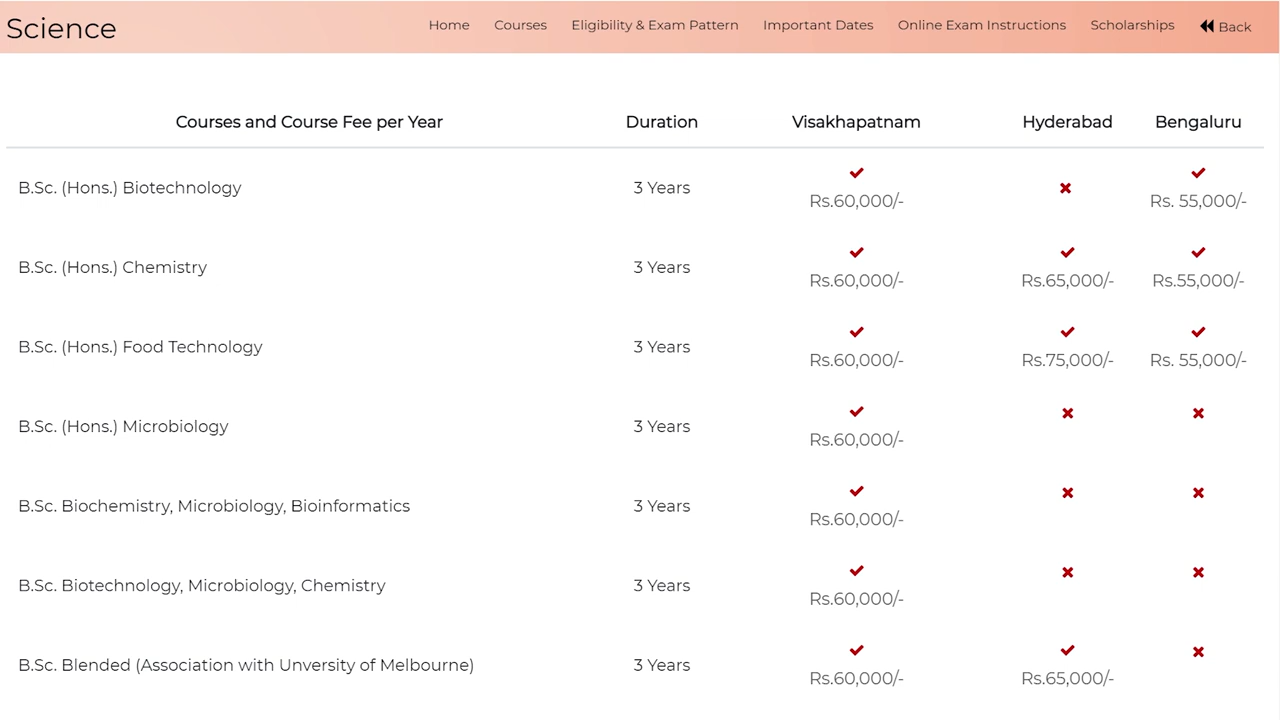 Science
Home Courses Eligibility & Exam Pattern Important Dates Online Exam Instructions Scholarships Back
Courses and Course Fee per Year Duration Visakhapatnam Hyderabad Bengaluru
B.Sc. (Hons.) Biotechnology 3 Years Rs.60,000/- Rs. 55,000/-
B.Sc. (Hons.) Chemistry 3 Years Rs.60,000/- Rs.65,000/- Rs.55,000/-
B.Sc. (Hons.) Food Technology 3 Years Rs.60,000/- Rs.75,000/- Rs. 55,000/-
B.Sc. (Hons.) Microbiology 3 Years Rs.60,000/-
B.Sc. Biochemistry, Microbiology, Bioinformatics 3 Years Rs.60,000/-
B.Sc. Biotechnology, Microbiology, Chemistry 3 Years Rs.60,000/-
B.Sc. Blended (Association with Unversity of Melbourne) 3 Years Rs.60,000/- Rs.65,000/-